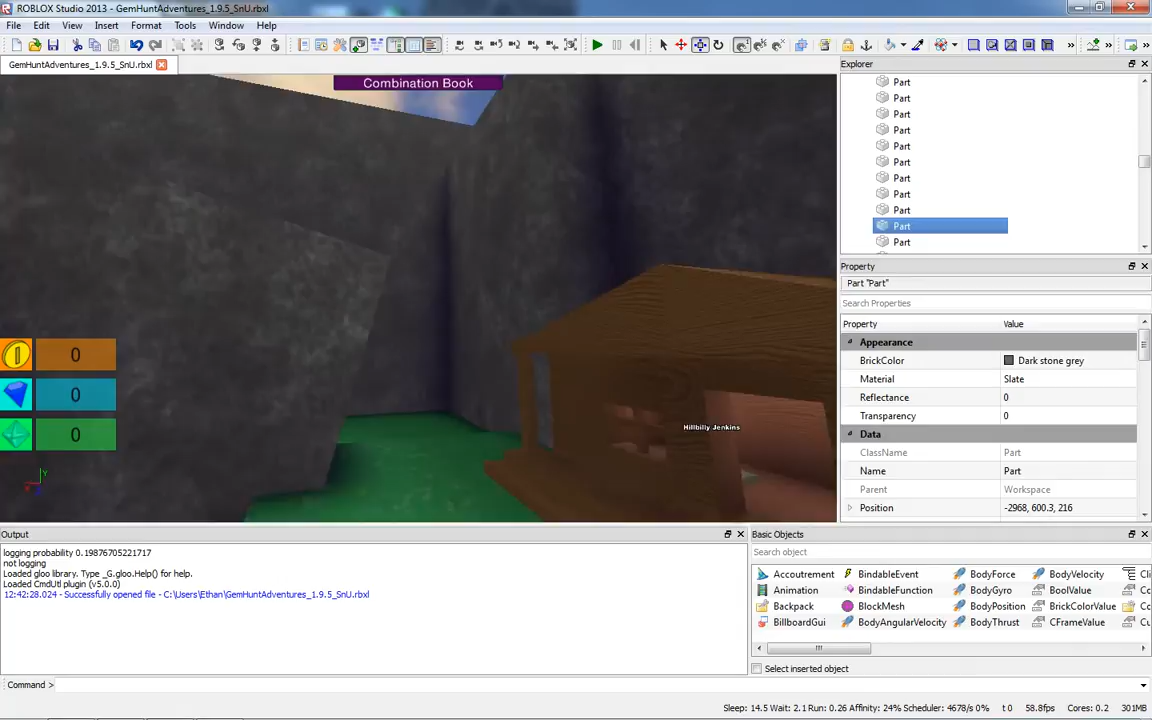 ROBLOX Studio 2013 - GemHuntAdventures_1.9.5_SnU.rbxl
File Edit View Insert Format Tools Window Help
GemHuntAdventures_1.9.5_SnU.rbxl
Combination Book
0
0
0
Hillbilly Jenkins
Y
Explorer
Part
Part
Part
Part
Part
Part
Part
Part
Part
Part
Part
Property
Part "Part"
Search Properties
Property Value
Appearance
BrickColor Dark stone grey
Material Slate
Reflectance 0
Transparency 0
Data
ClassName Part
Name Part
Parent Workspace
Position -2968, 600.3, 216
Output
logging probability 0.19876705221717
not logging
Loaded gloo library. Type _G.gloo.Help() for help.
Loaded CmdUtl plugin (v5.0.0)
12:42:28.024 - Successfully opened file - C:\Users\Ethan\GemHuntAdventures_1.9.5_SnU.rbxl
Basic Objects
Search object
Accoutrement BindableEvent BodyForce BodyVelocity Cli
Animation BindableFunction BodyGyro BoolValue Co
Backpack BlockMesh BodyPosition BrickColorValue Co
BillboardGui BodyAngularVelocity BodyThrust CFrameValue Cu
Select inserted object
Command >
Sleep: 14.5 Wait: 2.1 Run: 0.26 Affinity: 24% Scheduler: 4678/s 0% t 0 58.8fps Cores: 0.2 301MB